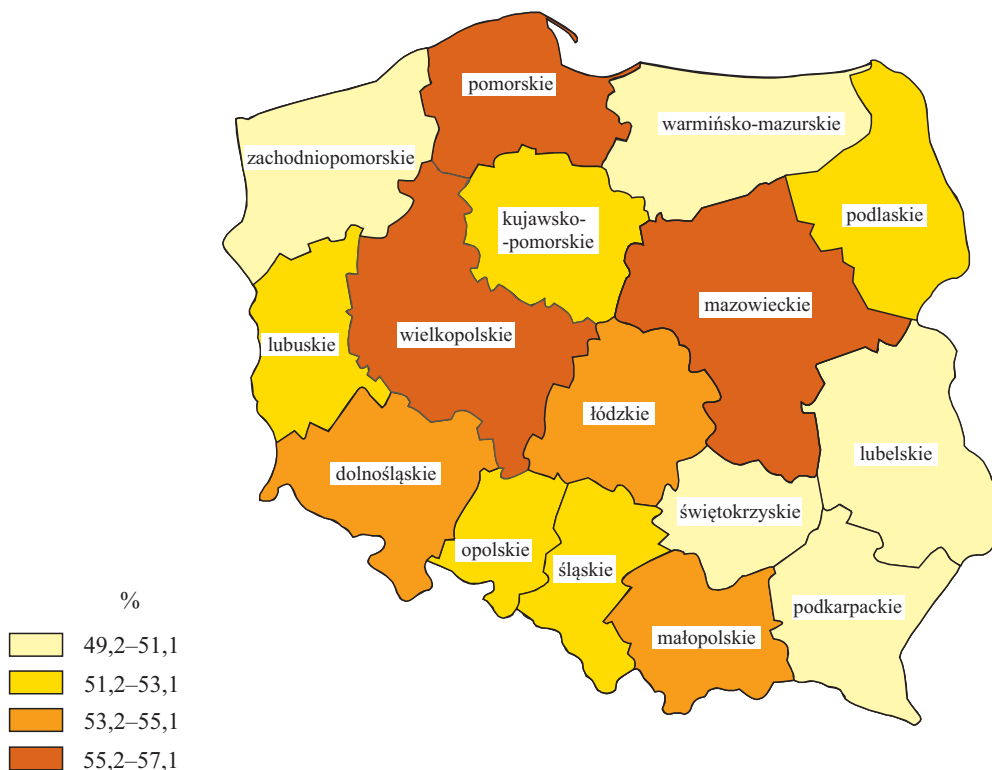 pomorskie
warmińsko-mazurskie
zachodniopomorskie
podlaskie
kujawsko-
-pomorskie
mazowieckie
wielkopolskie
lubuskie
łódzkie
lubelskie
dolnośląskie
świętokrzyskie
opolskie
śląskie
podkarpackie
małopolskie
%
49,2–51,1
51,2–53,1
53,2–55,1
55,2–57,1